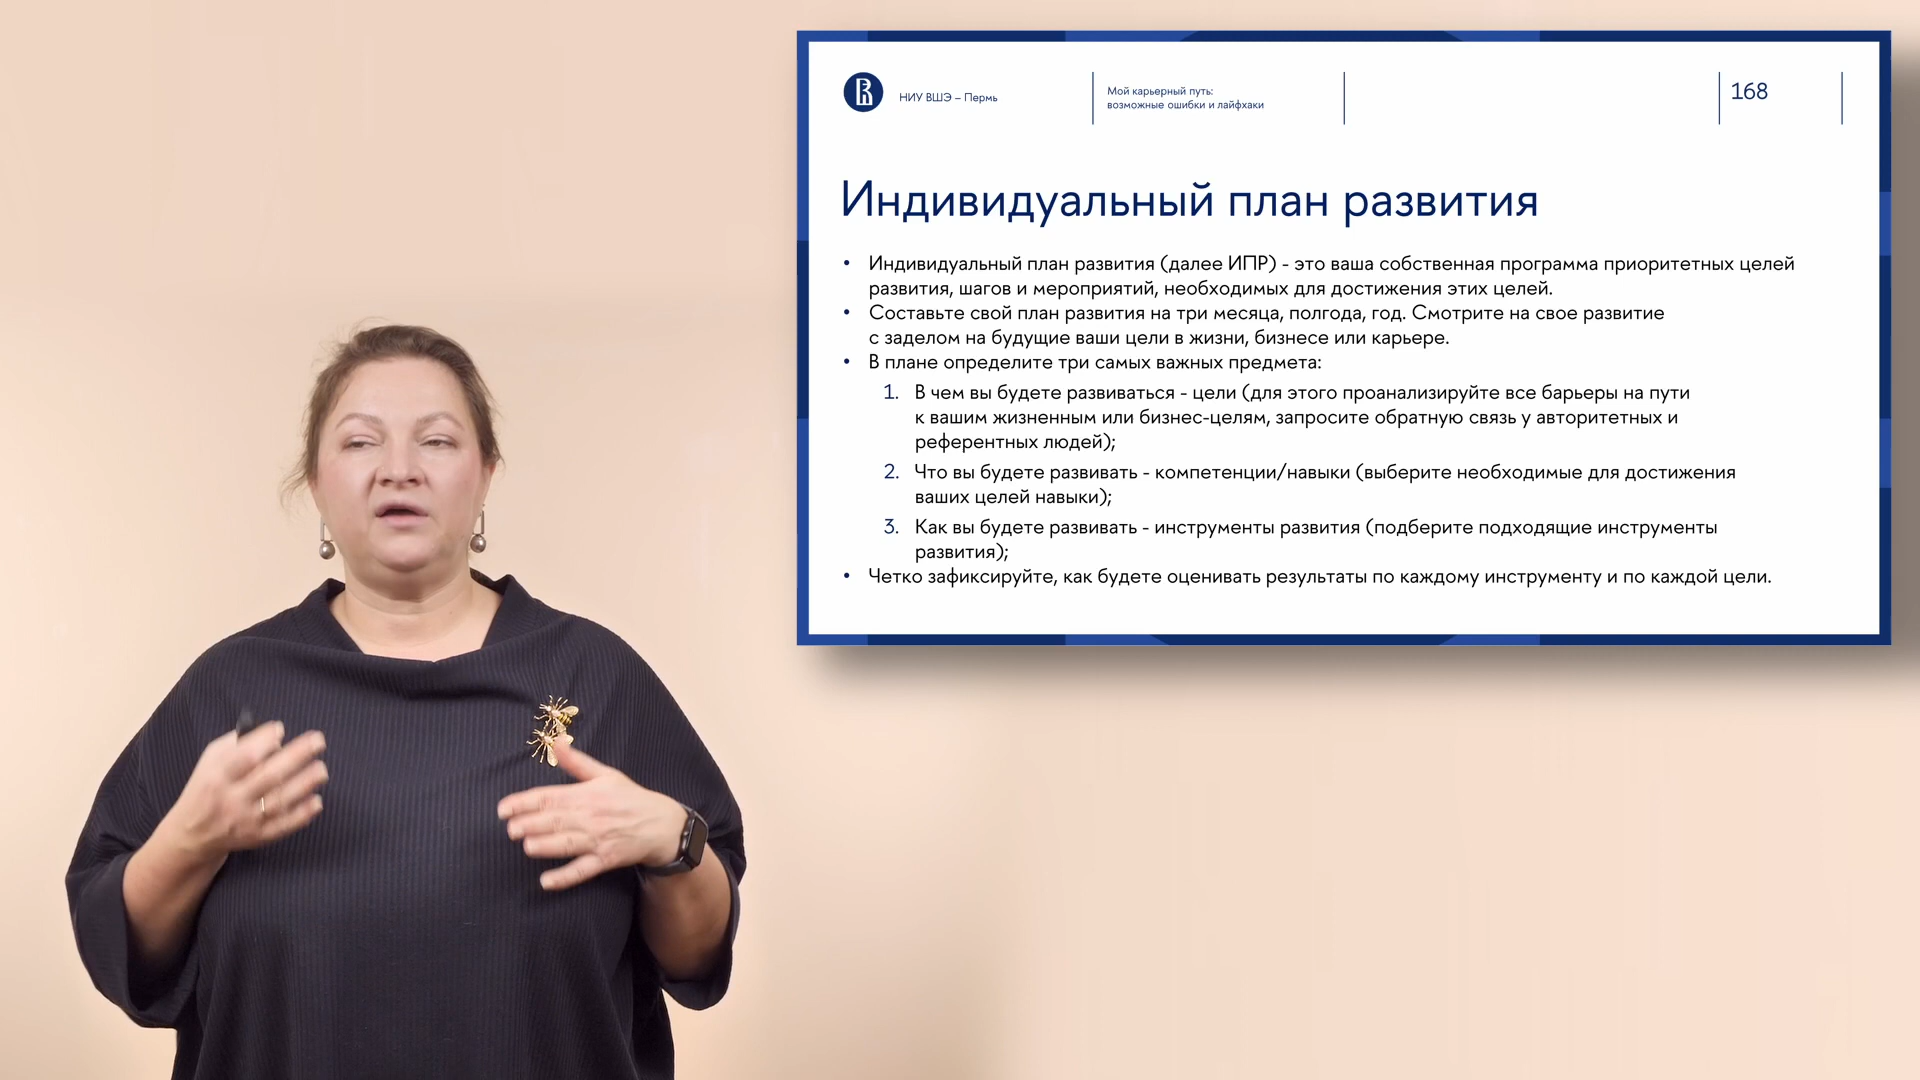 НИУ ВШЭ – Пермь
Мой карьерный путь:
возможные ошибки и лайфхаки
168
Индивидуальный план развития
• Индивидуальный план развития (далее ИПР) - это ваша собственная программа приоритетных целей
развития, шагов и мероприятий, необходимых для достижения этих целей.
• Составьте свой план развития на три месяца, полгода, год. Смотрите на свое развитие
с заделом на будущие ваши цели в жизни, бизнесе или карьере.
• В плане определите три самых важных предмета:
1. В чем вы будете развиваться - цели (для этого проанализируйте все барьеры на пути
к вашим жизненным или бизнес-целям, запросите обратную связь у авторитетных и
референтных людей);
2. Что вы будете развивать - компетенции/навыки (выберите необходимые для достижения
ваших целей навыки);
3. Как вы будете развивать - инструменты развития (подберите подходящие инструменты
развития);
• Четко зафиксируйте, как будете оценивать результаты по каждому инструменту и по каждой цели.